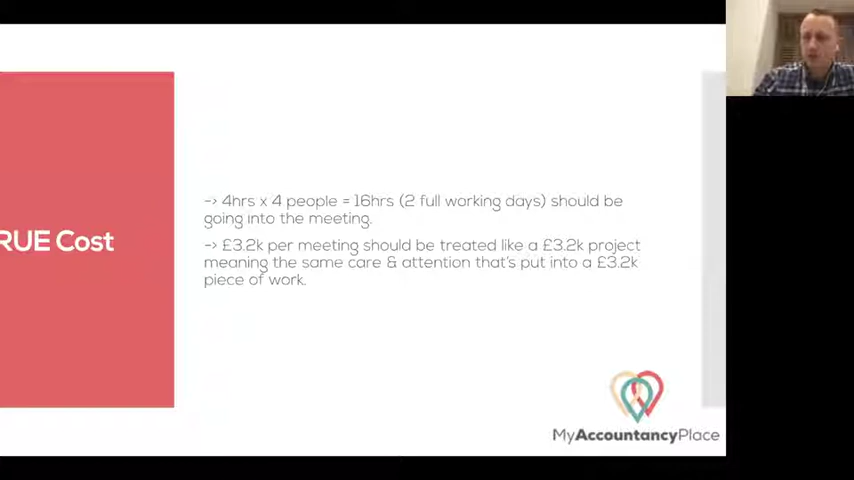 RUE Cost
-> 4hrs x 4 people = 16hrs (2 full working days) should be
going into the meeting.
-> £3.2k per meeting should be treated like a £3.2k project
meaning the same care & attention that's put into a £3.2k
piece of work.
MyAccountancyPlace